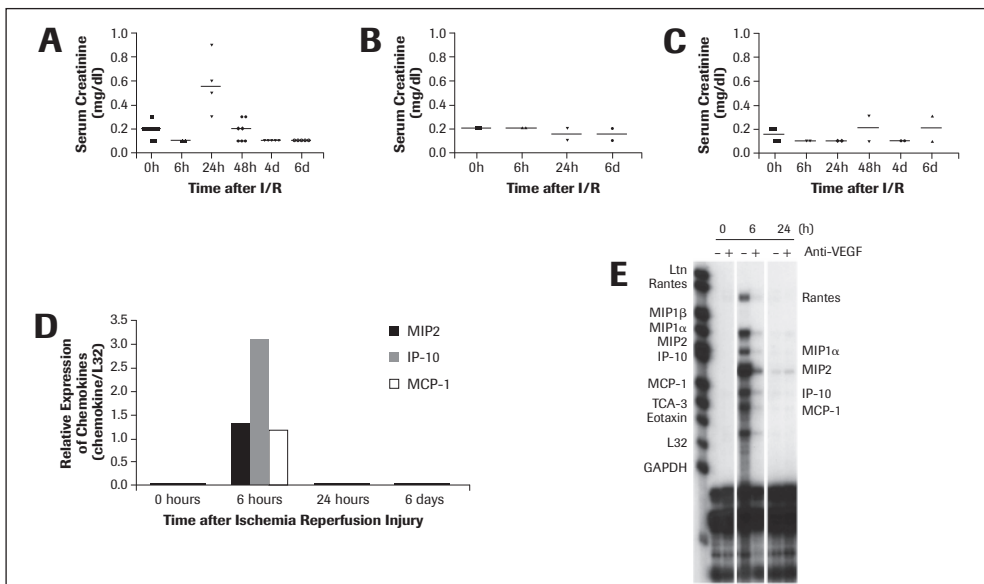 A
Serum Creatinine
(mg/dl)
1.0
0.8
0.6
0.4
0.2
0.0
0h 6h 24h 48h 4d 6d
Time after I/R
B
Serum Creatinine
(mg/dl)
1.0
0.8
0.6
0.4
0.2
0.0
0h 6h 24h 6d
Time after I/R
C
Serum Creatinine
(mg/dl)
1.0
0.8
0.6
0.4
0.2
0.0
0h 6h 24h 48h 4d 6d
Time after I/R
D
Relative Expression
of Chemokines
(chemokine/L32)
3.5
3.0
2.5
2.0
1.5
1.0
0.5
0.0
MIP2
IP-10
MCP-1
0 hours 6 hours 24 hours 6 days
Time after Ischemia Reperfusion Injury
E
0 6 24 (h)
– + – + – + Anti-VEGF
Ltn
Rantes
MIP1β
MIP1α
MIP2
IP-10
MCP-1
TCA-3
Eotaxin
L32
GAPDH
Rantes
MIP1α
MIP2
IP-10
MCP-1